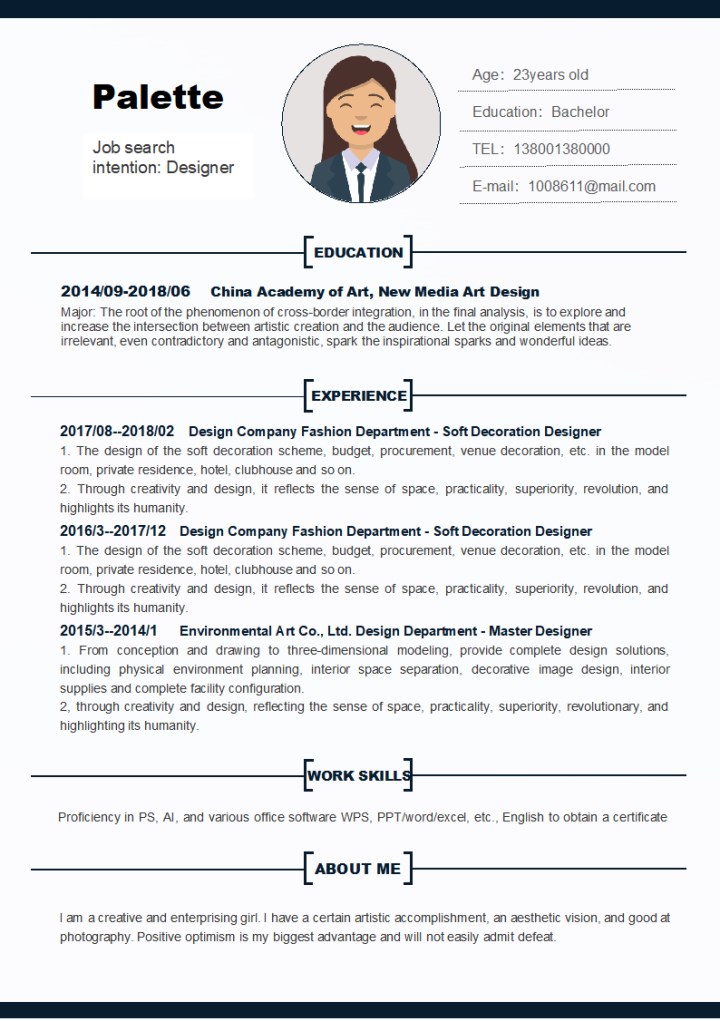 Palette
Job search
intention: Designer
Age: 23years old
Education: Bachelor
TEL: 138001380000
E-mail: 1008611@mail.com
EDUCATION
2014/09-2018/06 China Academy of Art, New Media Art Design
Major: The root of the phenomenon of cross-border integration, in the final analysis, is to explore and
increase the intersection between artistic creation and the audience. Let the original elements that are
irrelevant, even contradictory and antagonistic, spark the inspirational sparks and wonderful ideas.
EXPERIENCE
2017/08--2018/02 Design Company Fashion Department - Soft Decoration Designer
1. The design of the soft decoration scheme, budget, procurement, venue decoration, etc. in the model
room, private residence, hotel, clubhouse and so on.
2. Through creativity and design, it reflects the sense of space, practicality, superiority, revolution, and
highlights its humanity.
2016/3--2017/12 Design Company Fashion Department - Soft Decoration Designer
1. The design of the soft decoration scheme, budget, procurement, venue decoration, etc. in the model
room, private residence, hotel, clubhouse and so on.
2. Through creativity and design, it reflects the sense of space, practicality, superiority, revolution, and
highlights its humanity.
2015/3--2014/1 Environmental Art Co., Ltd. Design Department - Master Designer
1. From conception and drawing to three-dimensional modeling, provide complete design solutions,
including physical environment planning, interior space separation, decorative image design, interior
supplies and complete facility configuration.
2, through creativity and design, reflecting the sense of space, practicality, superiority, revolutionary, and
highlighting its humanity.
WORK SKILLS
Proficiency in PS, AI, and various office software WPS, PPT/word/excel, etc., English to obtain a certificate
ABOUT ME
I am a creative and enterprising girl. I have a certain artistic accomplishment, an aesthetic vision, and good at
photography. Positive optimism is my biggest advantage and will not easily admit defeat.